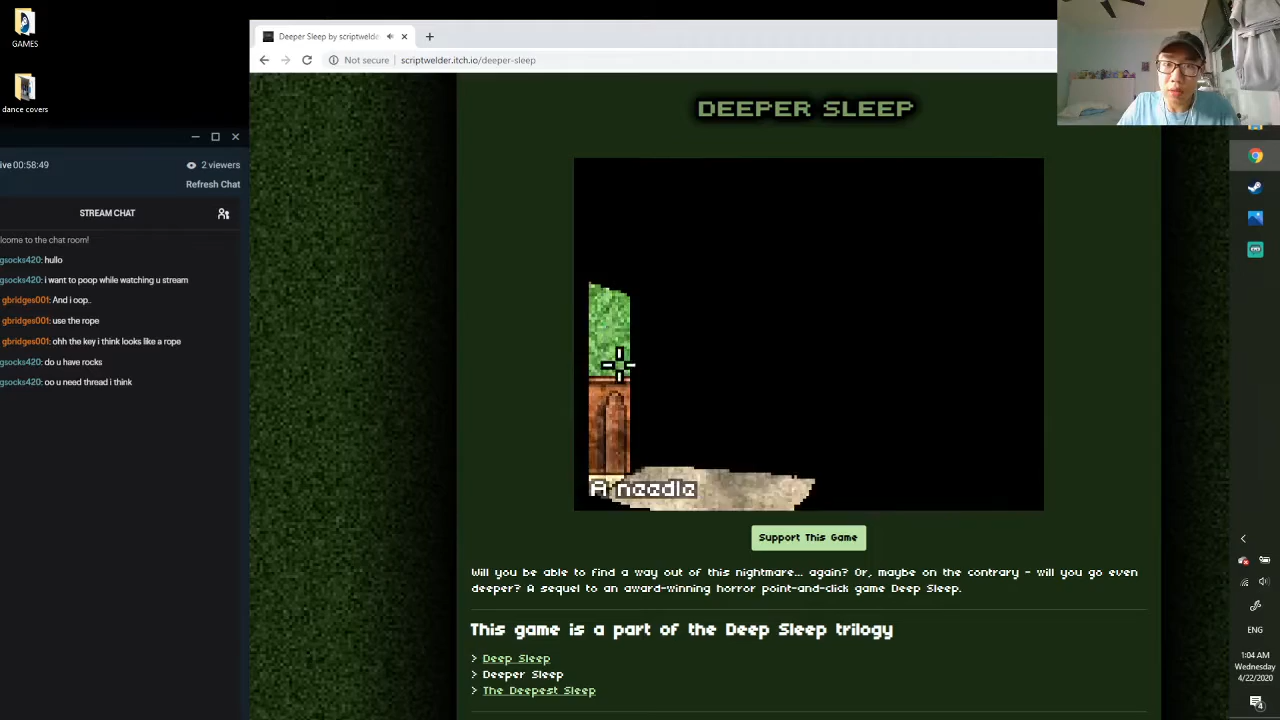 GAMES
dance covers
Deeper Sleep by scriptwelde
Not secure
scriptwelder.itch.io/deeper-sleep
ive 00:58:49
2 viewers
Refresh Chat
STREAM CHAT
lcome to the chat room!
gsocks420: hullo
gsocks420: i want to poop while watching u stream
gbridges001: And i oop..
gbridges001: use the rope
gbridges001: ohh the key i think looks like a rope
gsocks420: do u have rocks
gsocks420: oo u need thread i think
DEEPER SLEEP
A needle
Support This Game
Will you be able to find a way out of this nightmare... again? Or, maybe on the contrary - will you go even
deeper? A sequel to an award-winning horror point-and-click game Deep Sleep.
This game is a part of the Deep Sleep trilogy
> Deep Sleep
> Deeper Sleep
> The Deepest Sleep
ENG
1:04 AM
Wednesday
4/22/2020
4